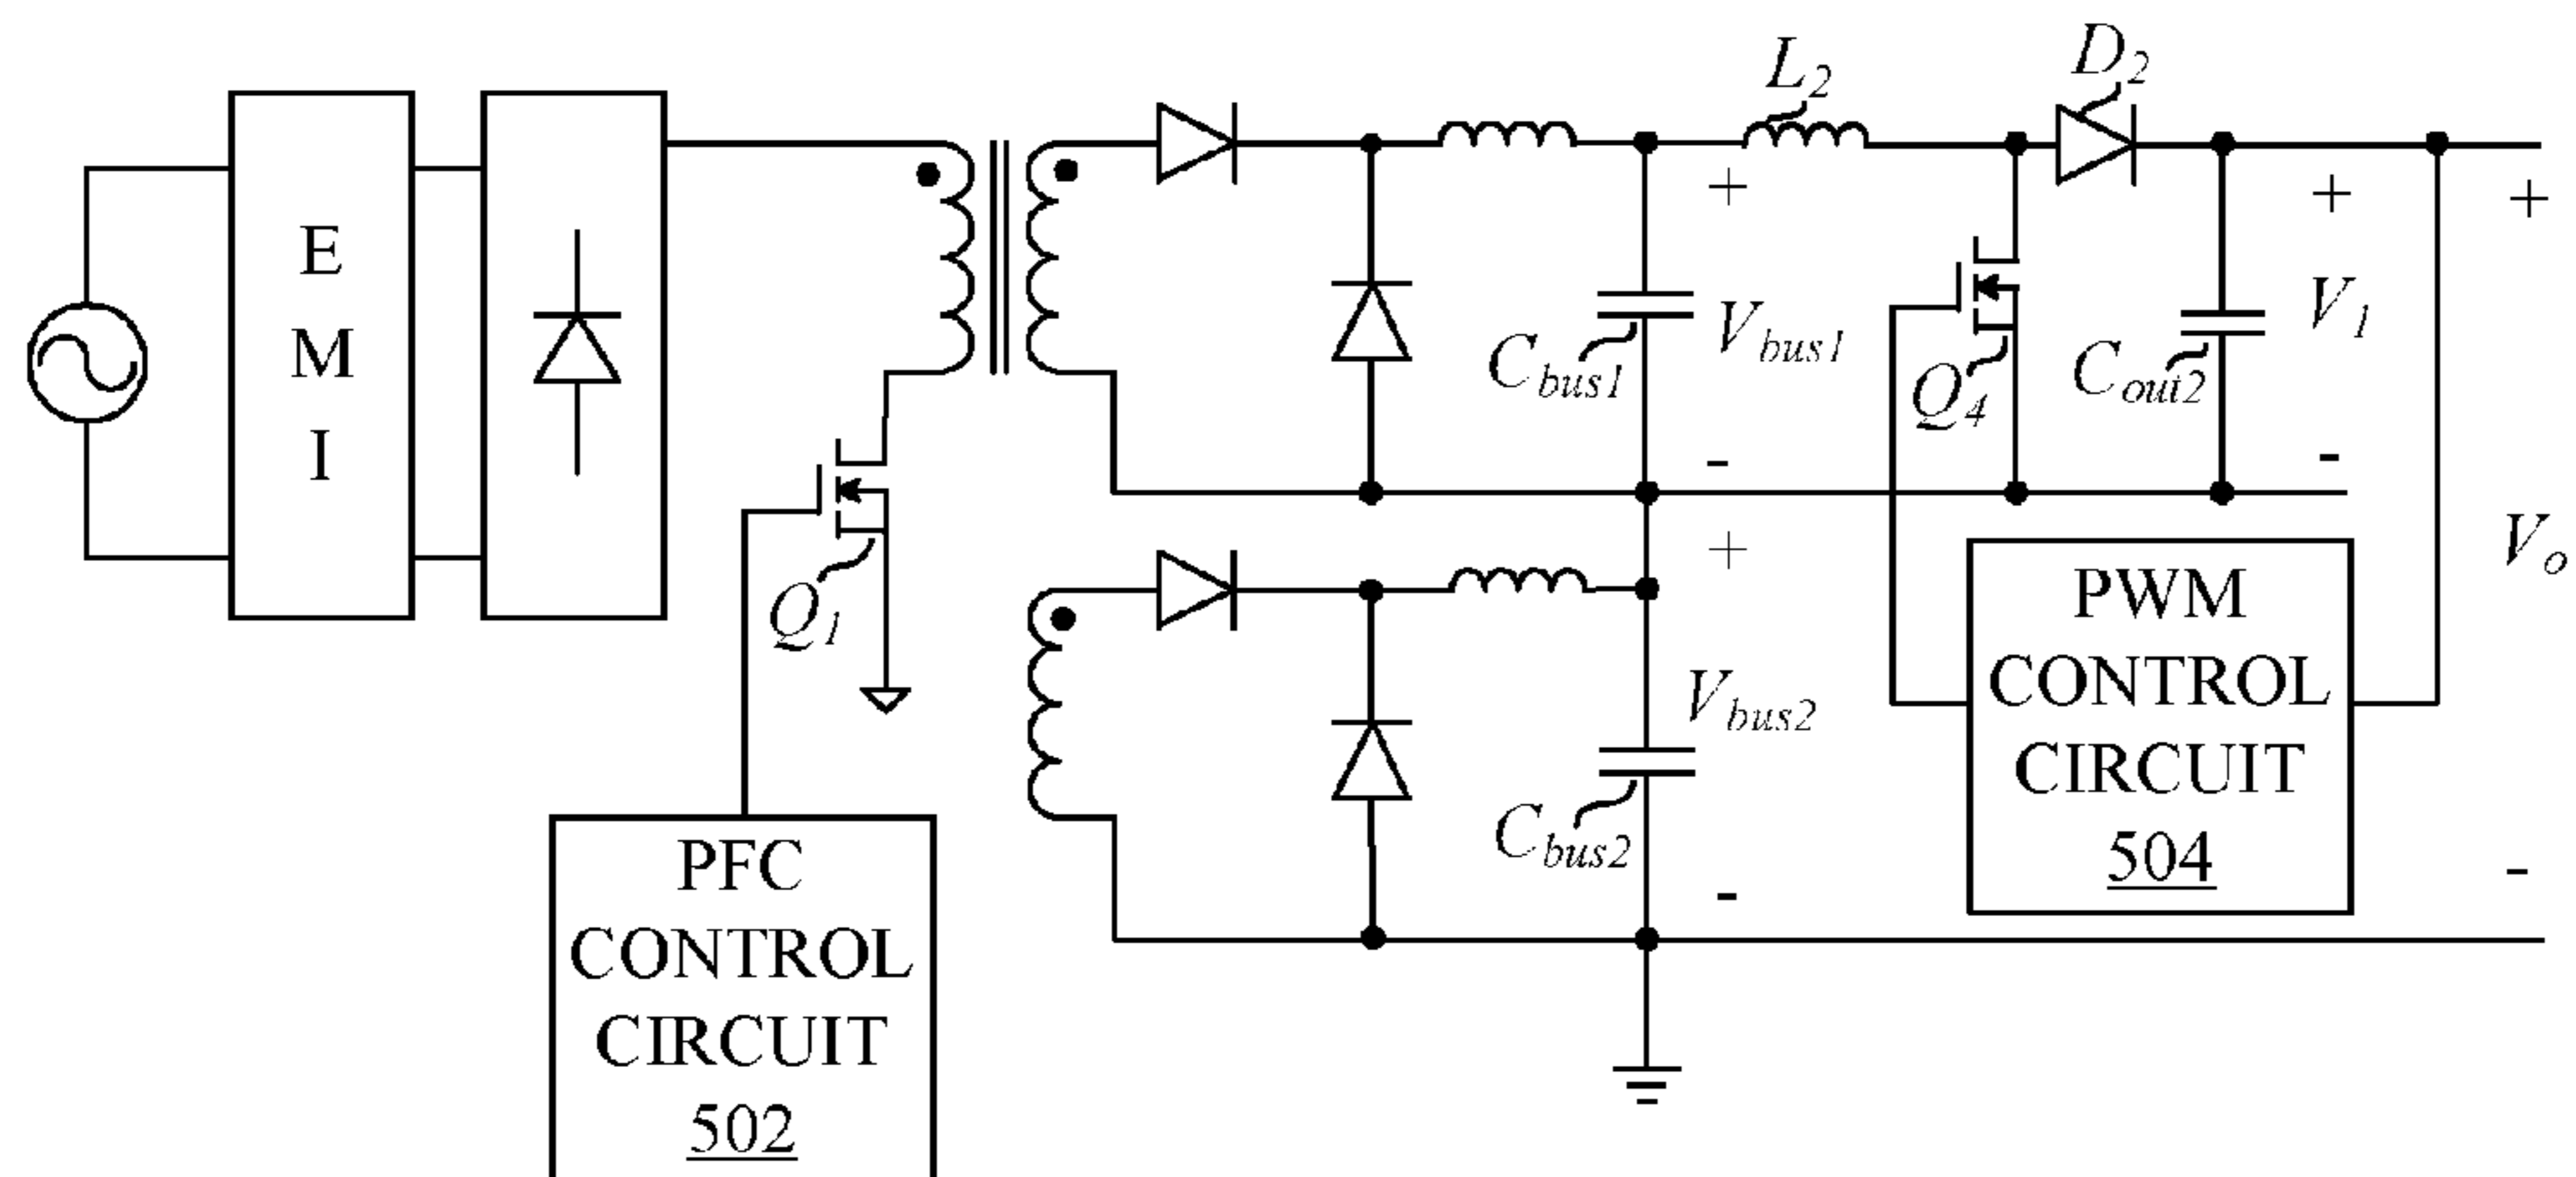 E
M
I
Q1
PFC
CONTROL
CIRCUIT
502
L2
D2
+
Cbus1
Vbus1
-
Q4
Cout2
+
V1
-
+
Vo
-
+
Vbus2
Cbus2
-
PWM
CONTROL
CIRCUIT
504